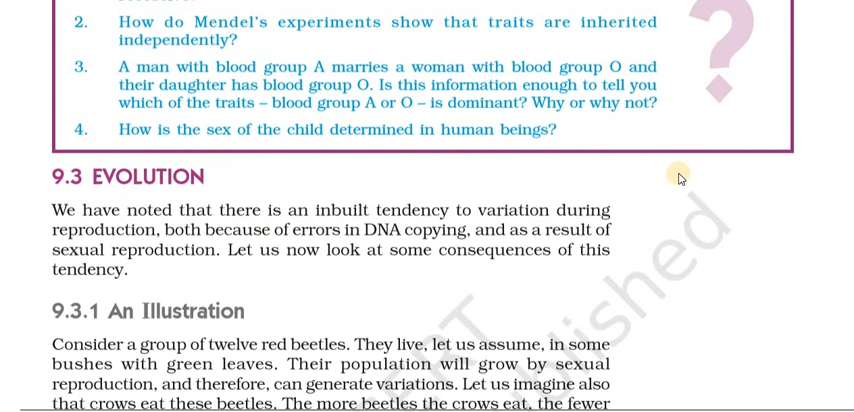 2. How do Mendel's experiments show that traits are inherited
independently?
3. A man with blood group A marries a woman with blood group O and
their daughter has blood group O. Is this information enough to tell you
which of the traits – blood group A or O – is dominant? Why or why not?
4. How is the sex of the child determined in human beings?
?
9.3 EVOLUTION
We have noted that there is an inbuilt tendency to variation during
reproduction, both because of errors in DNA copying, and as a result of
sexual reproduction. Let us now look at some consequences of this
tendency.
9.3.1 An Illustration
Consider a group of twelve red beetles. They live, let us assume, in some
bushes with green leaves. Their population will grow by sexual
reproduction, and therefore, can generate variations. Let us imagine also
that crows eat these beetles. The more beetles the crows eat, the fewer